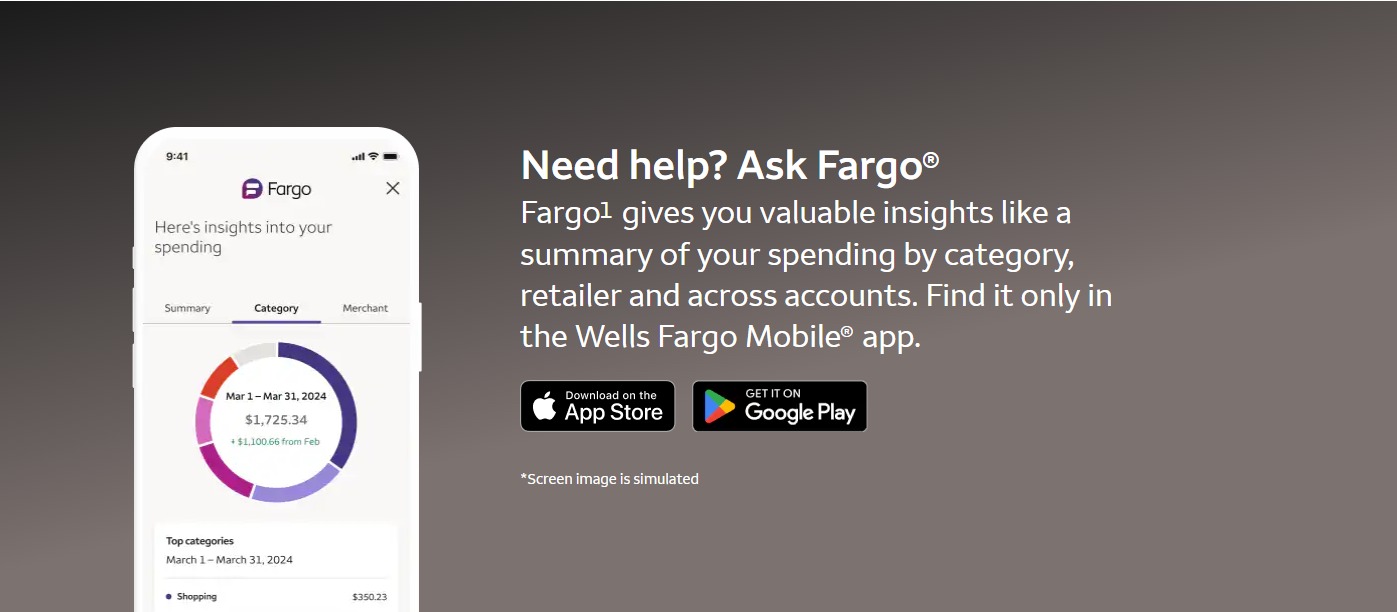 9:41
Fargo
Here's insights into your
spending
Summary Category Merchant
Mar 1 – Mar 31, 2024
$1,725.34
+ $1,100.66 from Feb
Top categories
March 1 – March 31, 2024
Shopping $350.23
Need help? Ask Fargo®
Fargo¹ gives you valuable insights like a
summary of your spending by category,
retailer and across accounts. Find it only in
the Wells Fargo Mobile® app.
Download on the
App Store
GET IT ON
Google Play
*Screen image is simulated